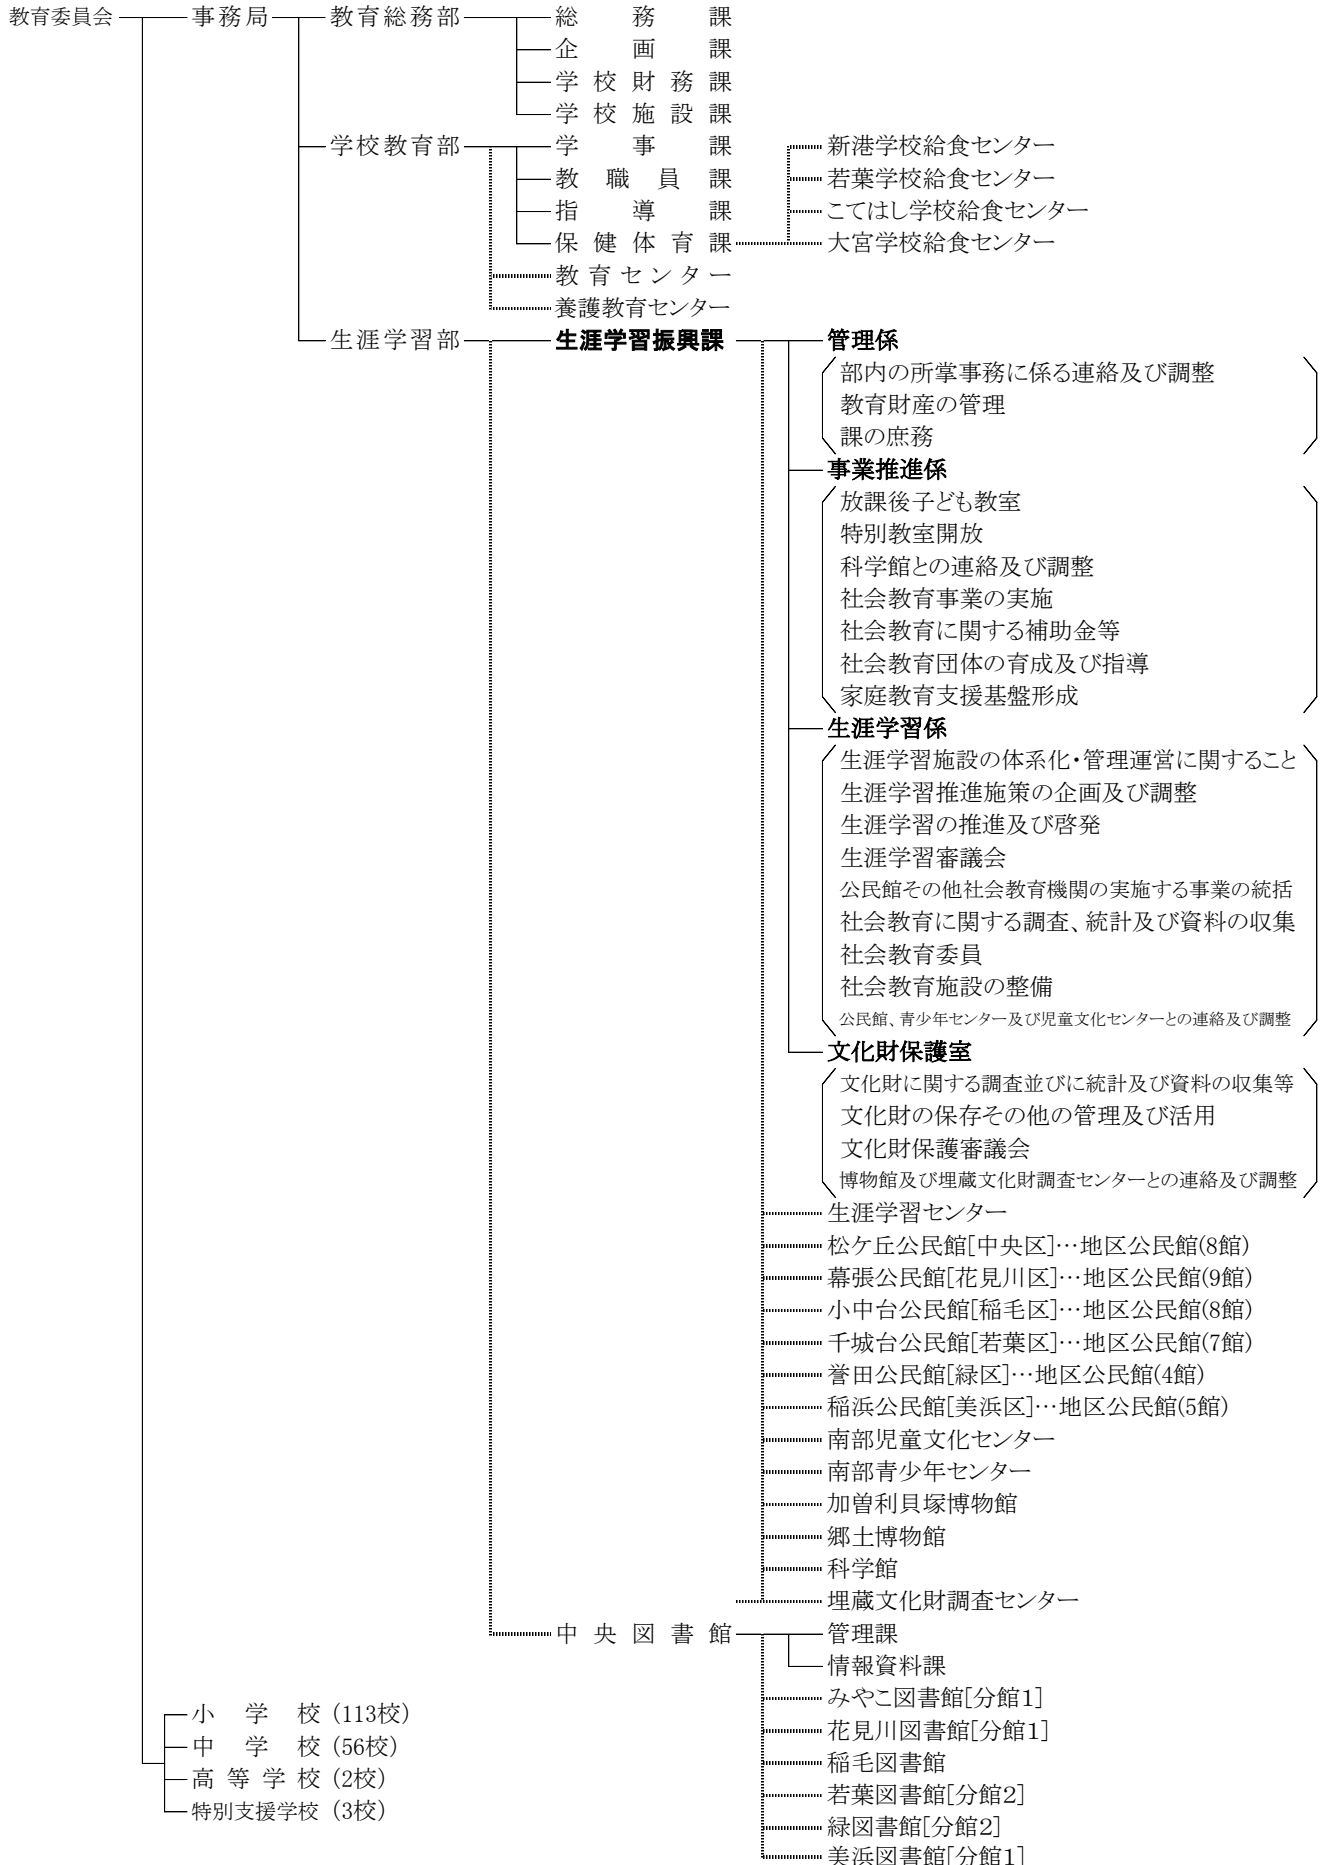 教育委員会 事務局 教育総務部 総務課
企画課
学校財務課
学校施設課
学校教育部 学事課 新港学校給食センター
教職員課 若葉学校給食センター
指導課 こてはし学校給食センター
保健体育課 大宮学校給食センター
教育センター
養護教育センター
生涯学習部 生涯学習振興課 管理係
部内の所掌事務に係る連絡及び調整
教育財産の管理
課の庶務
事業推進係
放課後子ども教室
特別教室開放
科学館との連絡及び調整
社会教育事業の実施
社会教育に関する補助金等
社会教育団体の育成及び指導
家庭教育支援基盤形成
生涯学習係
生涯学習施設の体系化・管理運営に関すること
生涯学習推進施策の企画及び調整
生涯学習の推進及び啓発
生涯学習審議会
公民館その他社会教育機関の実施する事業の統括
社会教育に関する調査、統計及び資料の収集
社会教育委員
社会教育施設の整備
公民館、青少年センター及び児童文化センターとの連絡及び調整
文化財保護室
文化財に関する調査並びに統計及び資料の収集等
文化財の保存その他の管理及び活用
文化財保護審議会
博物館及び埋蔵文化財調査センターとの連絡及び調整
生涯学習センター
松ケ丘公民館[中央区]…地区公民館(8館)
幕張公民館[花見川区]…地区公民館(9館)
小中台公民館[稲毛区]…地区公民館(8館)
千城台公民館[若葉区]…地区公民館(7館)
誉田公民館[緑区]…地区公民館(4館)
稲浜公民館[美浜区]…地区公民館(5館)
南部児童文化センター
南部青少年センター
加曽利貝塚博物館
郷土博物館
科学館
埋蔵文化財調査センター
中央図書館 管理課
情報資料課
みやこ図書館[分館1]
花見川図書館[分館1]
稲毛図書館
若葉図書館[分館2]
緑図書館[分館2]
美浜図書館[分館1]
小学校 (113校)
中学校 (56校)
高等学校 (2校)
特別支援学校 (3校)